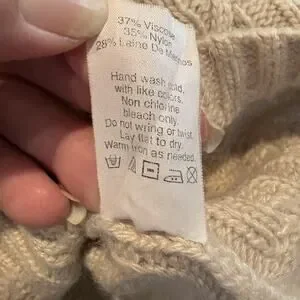 37% Viscose
35% Nylon
28% Laine De Merinos
Hand wash cold,
with like colors.
Non chlorine
bleach only.
Do not wring or twist.
Lay flat to dry.
Warm iron as needed.